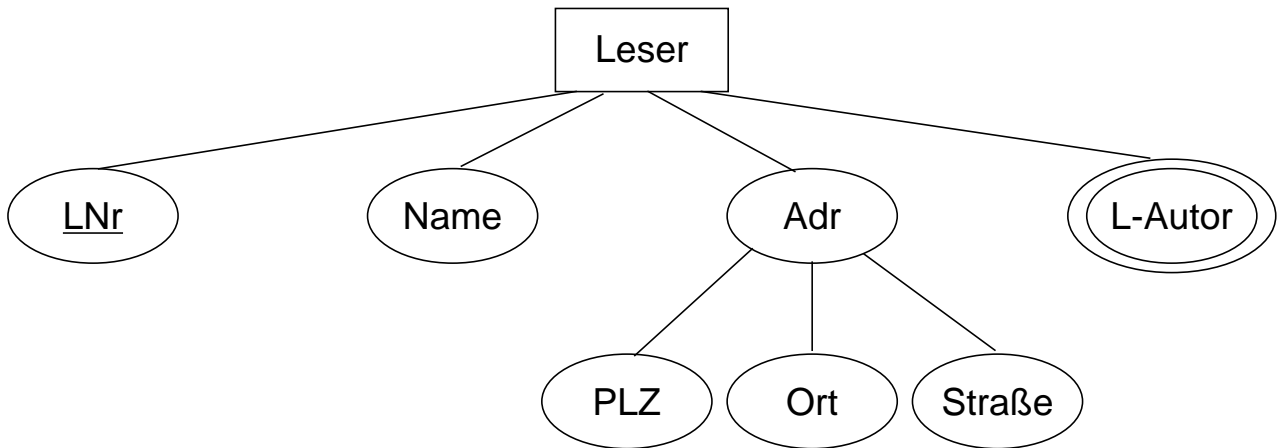 Leser
LNr
Name
Adr
L-Autor
PLZ
Ort
Straße